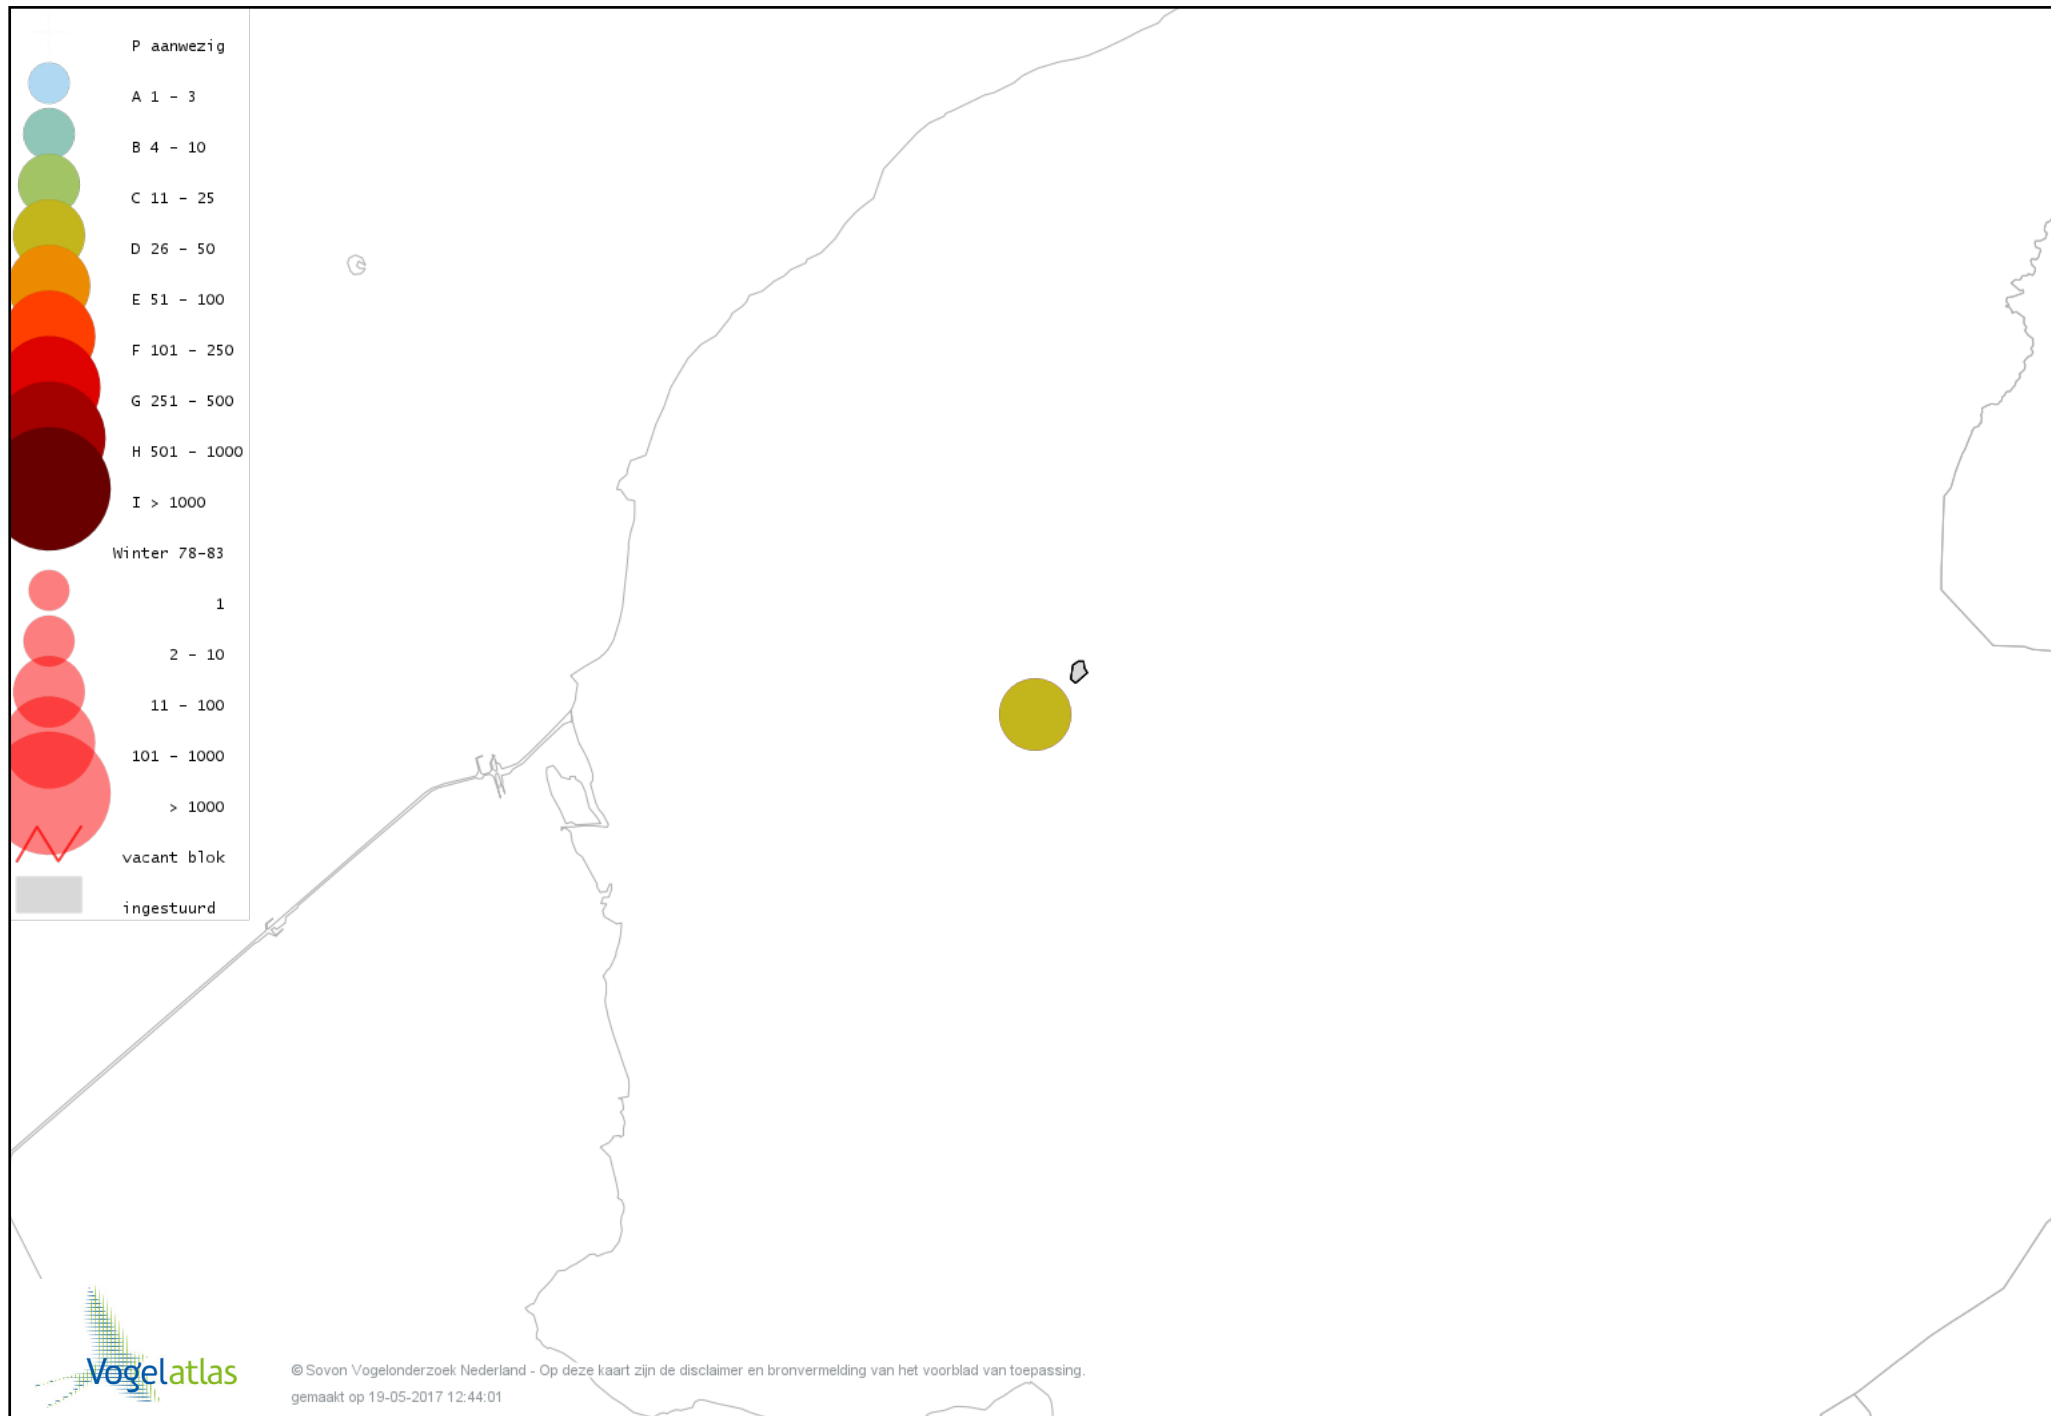 P aanwezig
A 1 - 3
B 4 - 10
C 11 - 25
D 26 - 50
E 51 - 100
F 101 - 250
G 251 - 500
H 501 - 1000
I > 1000
Winter 78-83
1
2 - 10
11 - 100
101 - 1000
> 1000
vacant blok
ingestuurd
Vogelatlas
© Sovon Vogelonderzoek Nederland - Op deze kaart zijn de disclaimer en bronvermelding van het voorblad van toepassing.
gemaakt op 19-05-2017 12:44:01